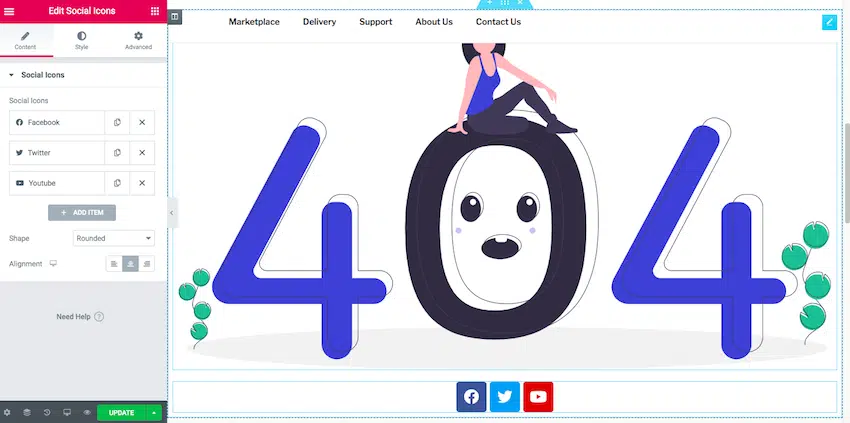 Edit Social Icons
Content
Style
Advanced
Social Icons
Social Icons
Facebook
Twitter
Youtube
+ ADD ITEM
Shape
Rounded
Alignment
Need Help ?
UPDATE
Marketplace Delivery Support About Us Contact Us
404